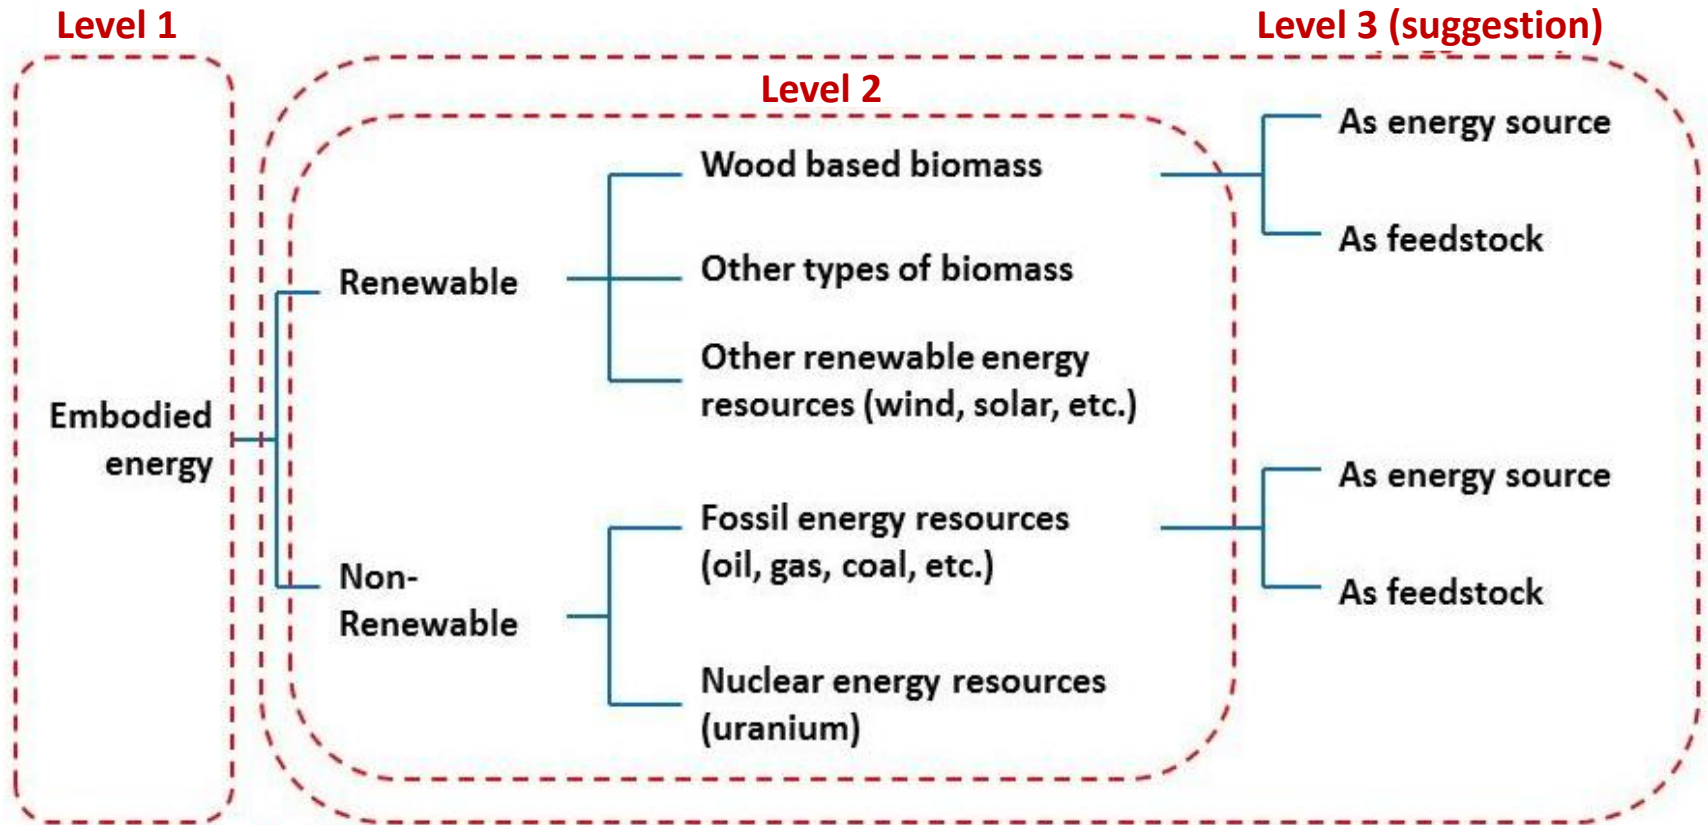 Level 1
Level 3 (suggestion)
Level 2
As energy source
Wood based biomass
As feedstock
Other types of biomass
Renewable
Other renewable energy
resources (wind, solar, etc.)
Embodied
energy
As energy source
Fossil energy resources
(oil, gas, coal, etc.)
As feedstock
Non-
Renewable
Nuclear energy resources
(uranium)